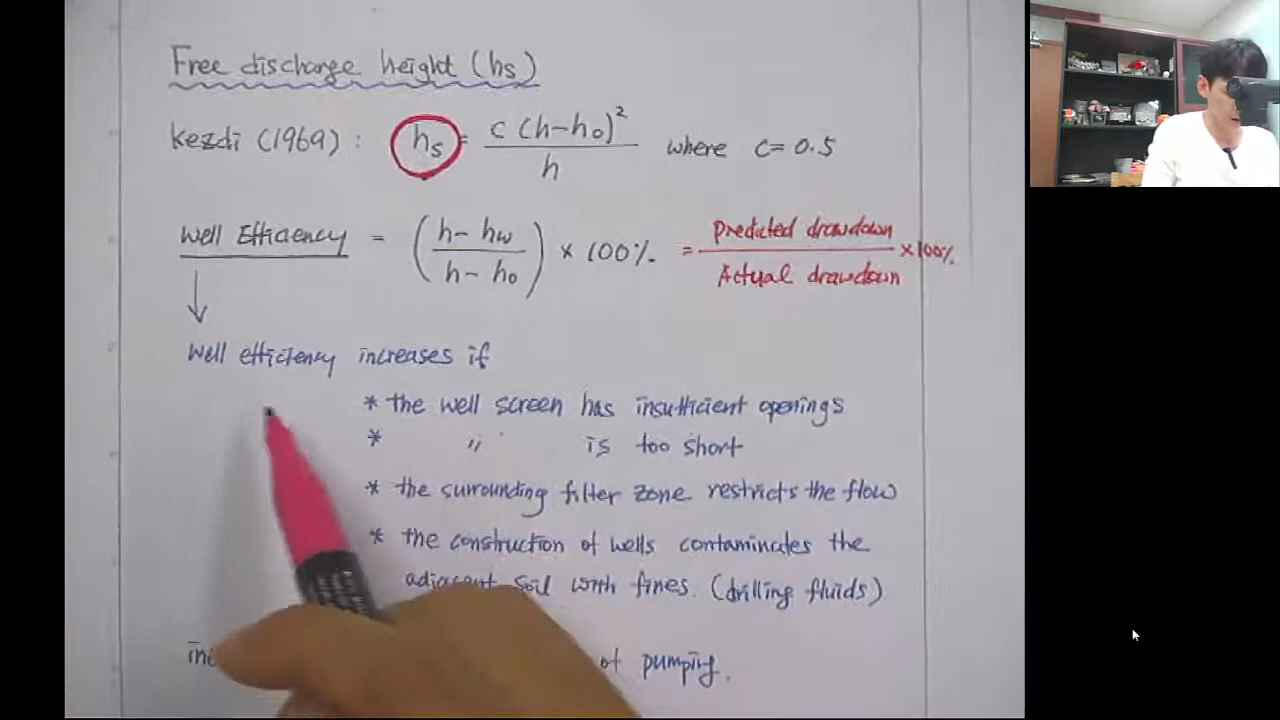 Free discharge height (hs)
Kezdi (1969) : hs = c (h-ho)² / h where c = 0.5
Well Efficiency = ( h - hw / h - ho ) × 100% = Predicted drawdown / Actual drawdown × 100%
Well efficiency increases if
* the well screen has insufficient openings
* 〃 is too short
* the surrounding filter zone restricts the flow
* the construction of wells contaminates the
adjacent soil with fines. (drilling fluids)
of pumping.